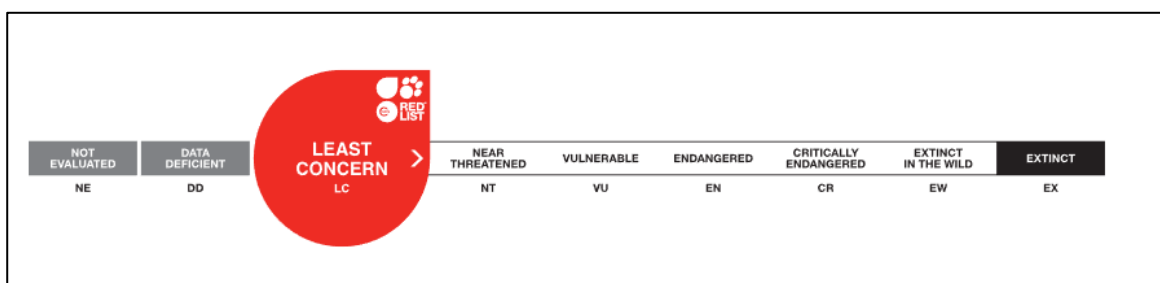 RED
LIST
NOT
EVALUATED
NE
DATA
DEFICIENT
DD
LEAST
CONCERN
LC
NEAR
THREATENED
NT
VULNERABLE
VU
ENDANGERED
EN
CRITICALLY
ENDANGERED
CR
EXTINCT
IN THE WILD
EW
EXTINCT
EX